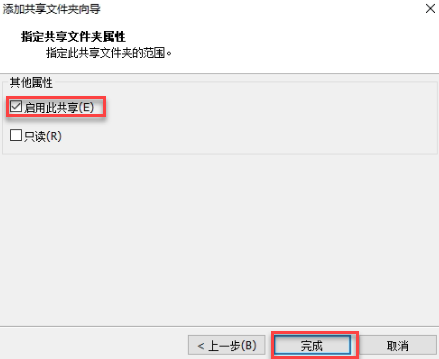 添加共享文件夹向导
指定共享文件夹属性
指定此共享文件夹的范围。
其他属性
启用此共享(E)
只读(R)
< 上一步(B)
完成
取消